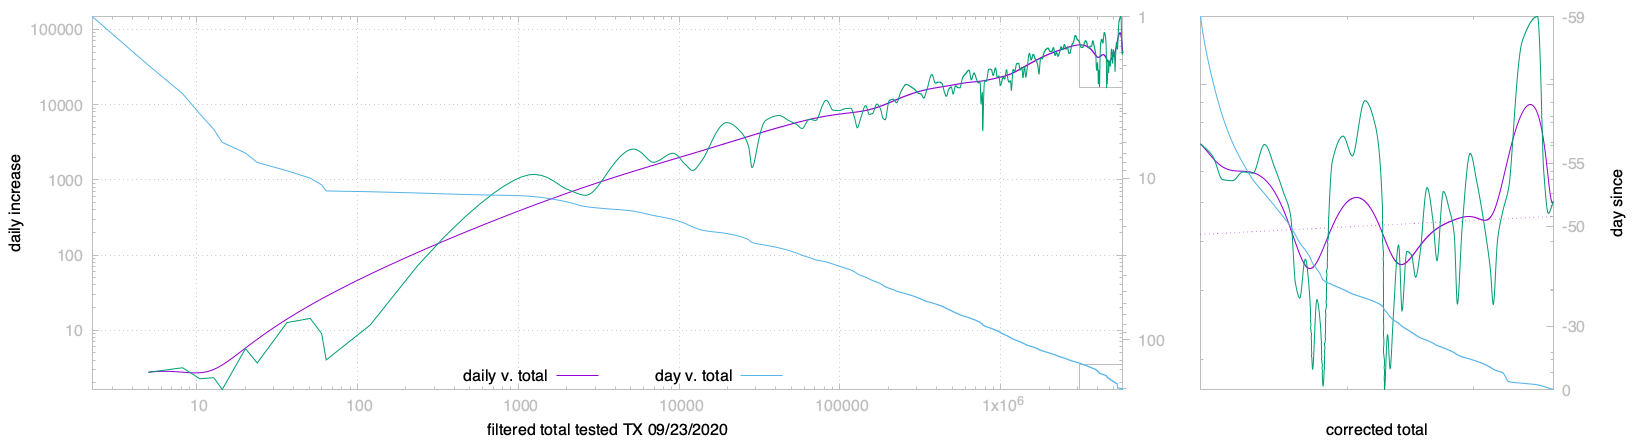 daily increase
100000
10000
1000
100
10
10
100
1000
10000
100000
1x10^6
1
10
100
daily v. total
day v. total
filtered total tested TX 09/23/2020
-59
-55
-50
-30
0
day since
corrected total